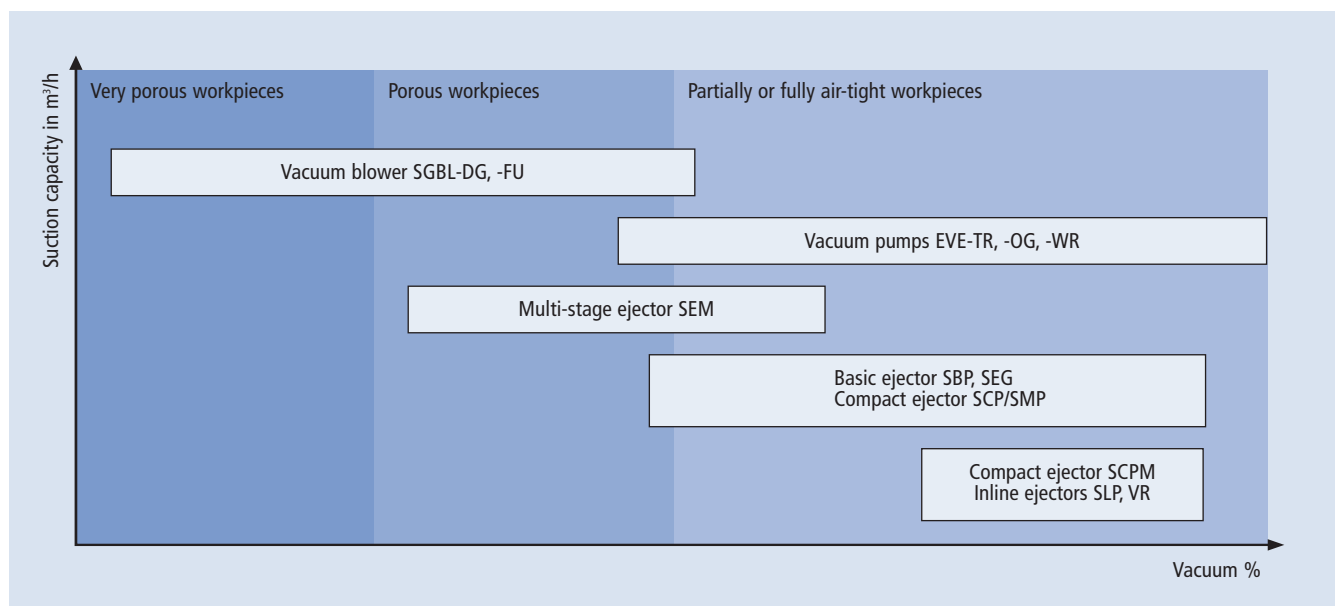 Suction capacity in m³/h
Very porous workpieces
Porous workpieces
Partially or fully air-tight workpieces
Vacuum blower SGBL-DG, -FU
Vacuum pumps EVE-TR, -OG, -WR
Multi-stage ejector SEM
Basic ejector SBP, SEG
Compact ejector SCP/SMP
Compact ejector SCPM
Inline ejectors SLP, VR
Vacuum %